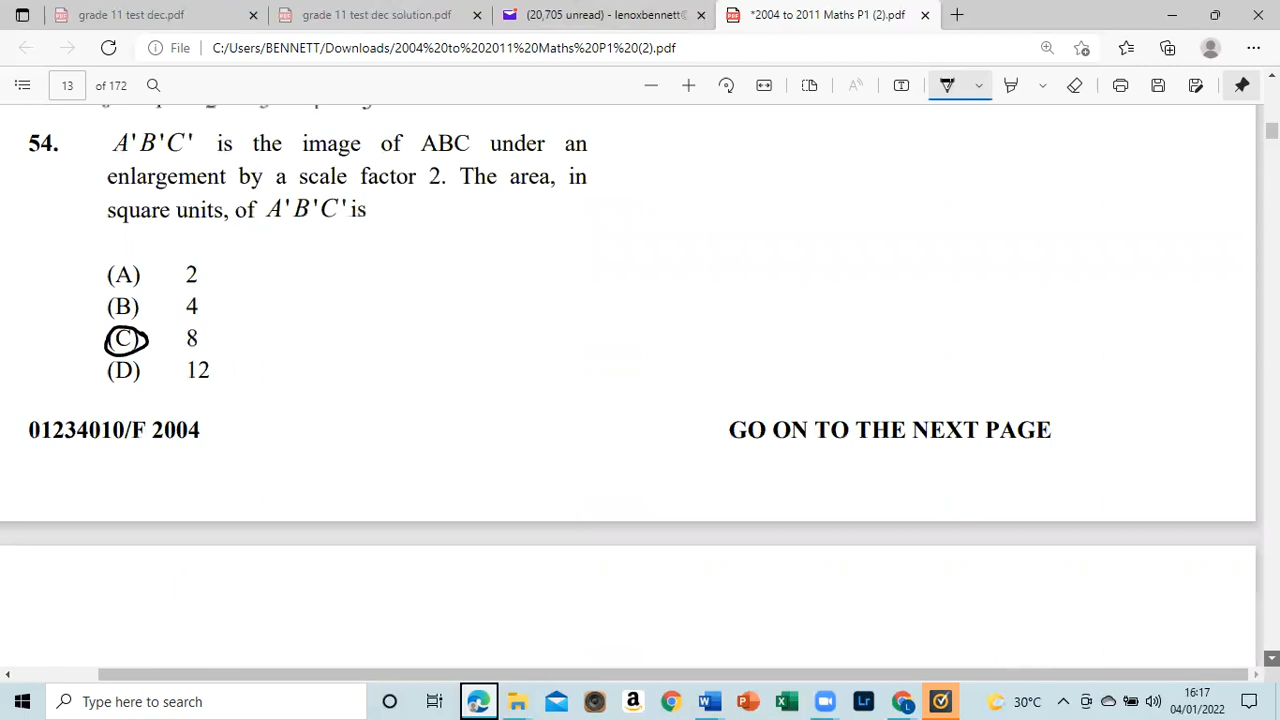 grade 11 test dec.pdf
grade 11 test dec solution.pdf
(20,705 unread) - lenoxbennett
*2004 to 2011 Maths P1 (2).pdf
File
C:/Users/BENNETT/Downloads/2004%20to%202011%20Maths%20P1%20(2).pdf
13 of 172
54. A'B'C' is the image of ABC under an
enlargement by a scale factor 2. The area, in
square units, of A'B'C' is
(A) 2
(B) 4
(C) 8
(D) 12
01234010/F 2004
GO ON TO THE NEXT PAGE
Type here to search
30°C
16:17
04/01/2022